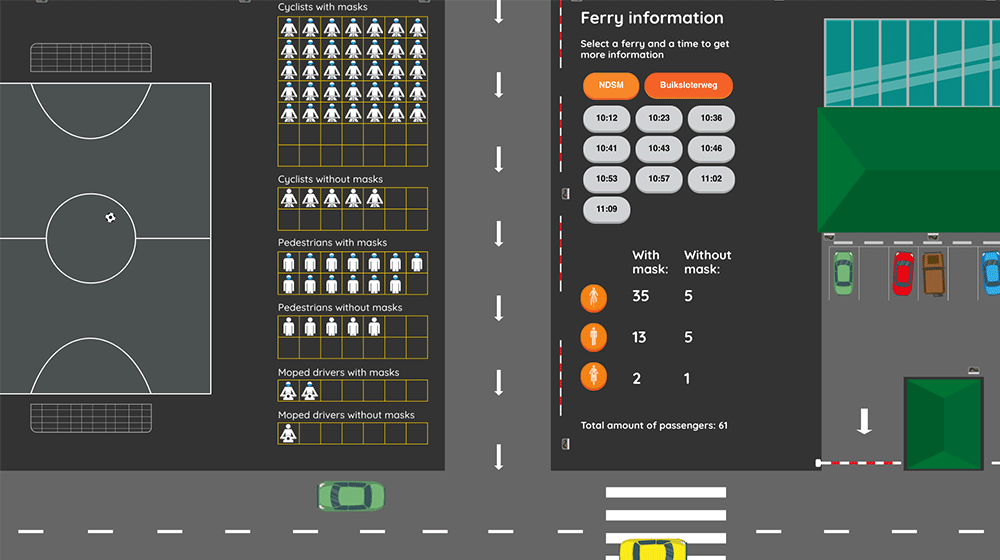 Cyclists with masks
Cyclists without masks
Pedestrians with masks
Pedestrians without masks
Moped drivers with masks
Moped drivers without masks
Ferry information
Select a ferry and a time to get
more information
NDSM Buiksloterweg
10:12 10:23 10:36
10:41 10:43 10:46
10:53 10:57 11:02
11:09
With Without
mask: mask:
35 5
13 5
2 1
Total amount of passengers: 61